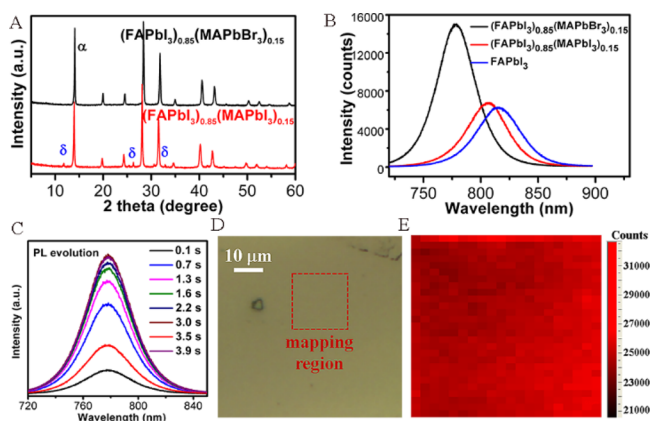 A
Intensity (a.u.)
α
(FAPbI3)0.85(MAPbBr3)0.15
(FAPbI3)0.85(MAPbI3)0.15
δ
δ
δ
10 20 30 40 50 60
2 theta (degree)
B
Intensity (counts)
16000
12000
8000
4000
0
(FAPbI3)0.85(MAPbBr3)0.15
(FAPbI3)0.85(MAPbI3)0.15
FAPbI3
750 800 850 900
Wavelength (nm)
C
Intensity (a.u.)
PL evolution
0.1 s
0.7 s
1.3 s
1.6 s
2.2 s
3.0 s
3.5 s
3.9 s
720 760 800 840
Wavelength (nm)
D
10 μm
mapping
region
E
Counts
31000
29000
27000
25000
23000
21000